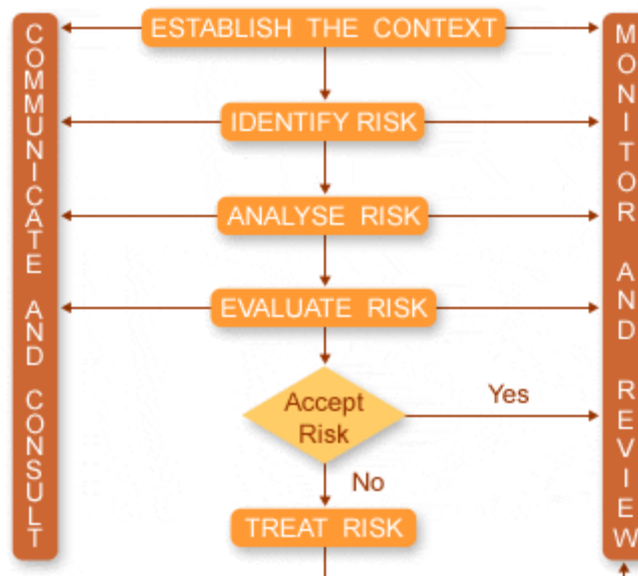 COMMUNICATE AND CONSULT
ESTABLISH THE CONTEXT
IDENTIFY RISK
ANALYSE RISK
EVALUATE RISK
Accept
Risk
Yes
No
TREAT RISK
MONITOR AND REVIEW